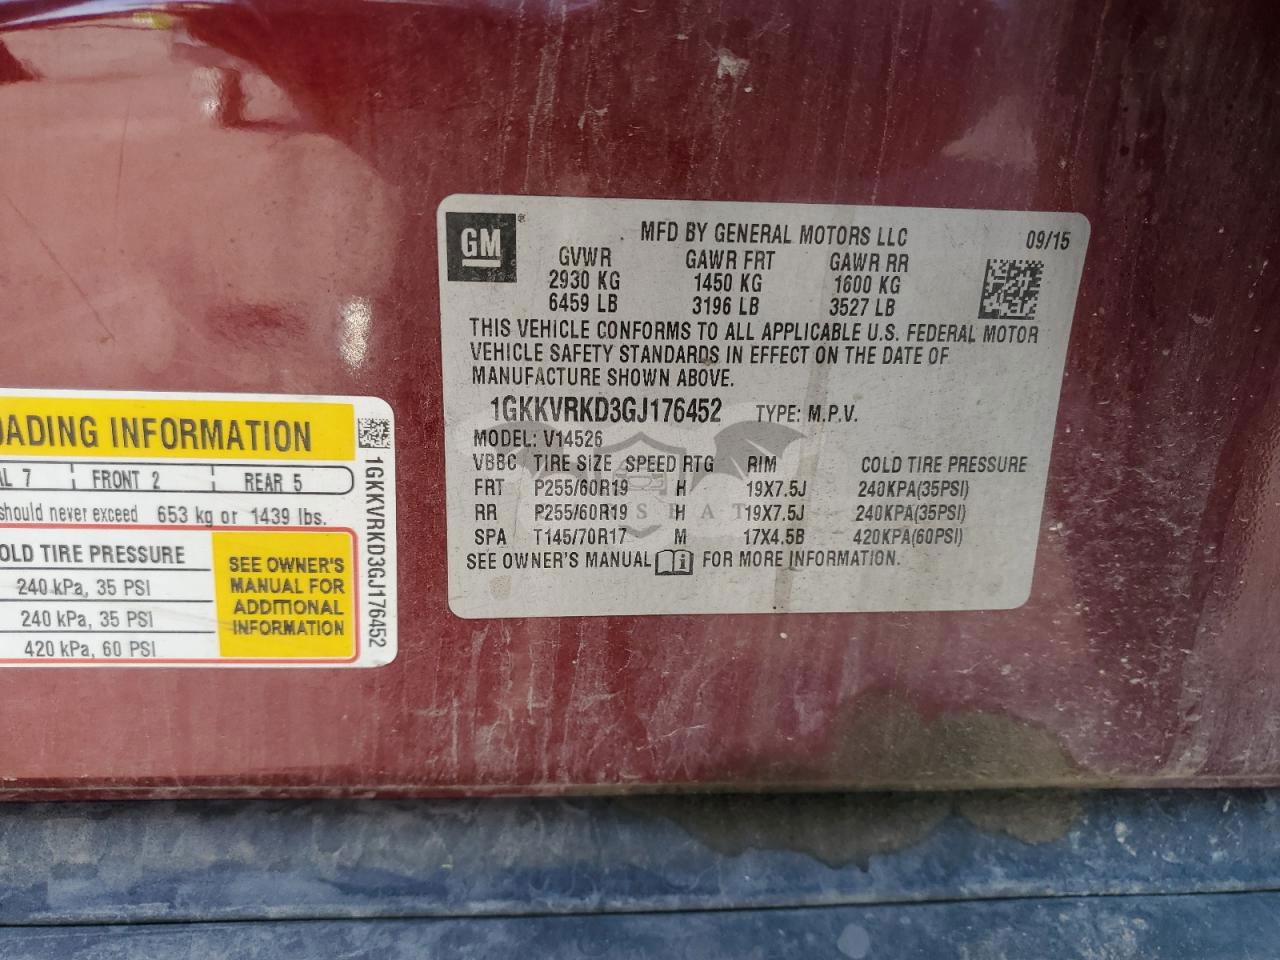 GM
MFD BY GENERAL MOTORS LLC 09/15
GVWR GAWR FRT GAWR RR
2930 KG 1450 KG 1600 KG
6459 LB 3196 LB 3527 LB
THIS VEHICLE CONFORMS TO ALL APPLICABLE U.S. FEDERAL MOTOR
VEHICLE SAFETY STANDARDS IN EFFECT ON THE DATE OF
MANUFACTURE SHOWN ABOVE.
1GKKVRKD3GJ176452 TYPE: M.P.V.
MODEL: V14526
VBBC TIRE SIZE SPEED RTG RIM COLD TIRE PRESSURE
FRT P255/60R19 H 19X7.5J 240KPA(35PSI)
RR P255/60R19 H 19X7.5J 240KPA(35PSI)
SPA T145/70R17 M 17X4.5B 420KPA(60PSI)
SEE OWNER'S MANUAL FOR MORE INFORMATION.
OADING INFORMATION
AL 7 FRONT 2 REAR 5
should never exceed 653 kg or 1439 lbs.
OLD TIRE PRESSURE
240 kPa, 35 PSI
240 kPa, 35 PSI
420 kPa, 60 PSI
SEE OWNER'S
MANUAL FOR
ADDITIONAL
INFORMATION
1GKKVRKD3GJ176452